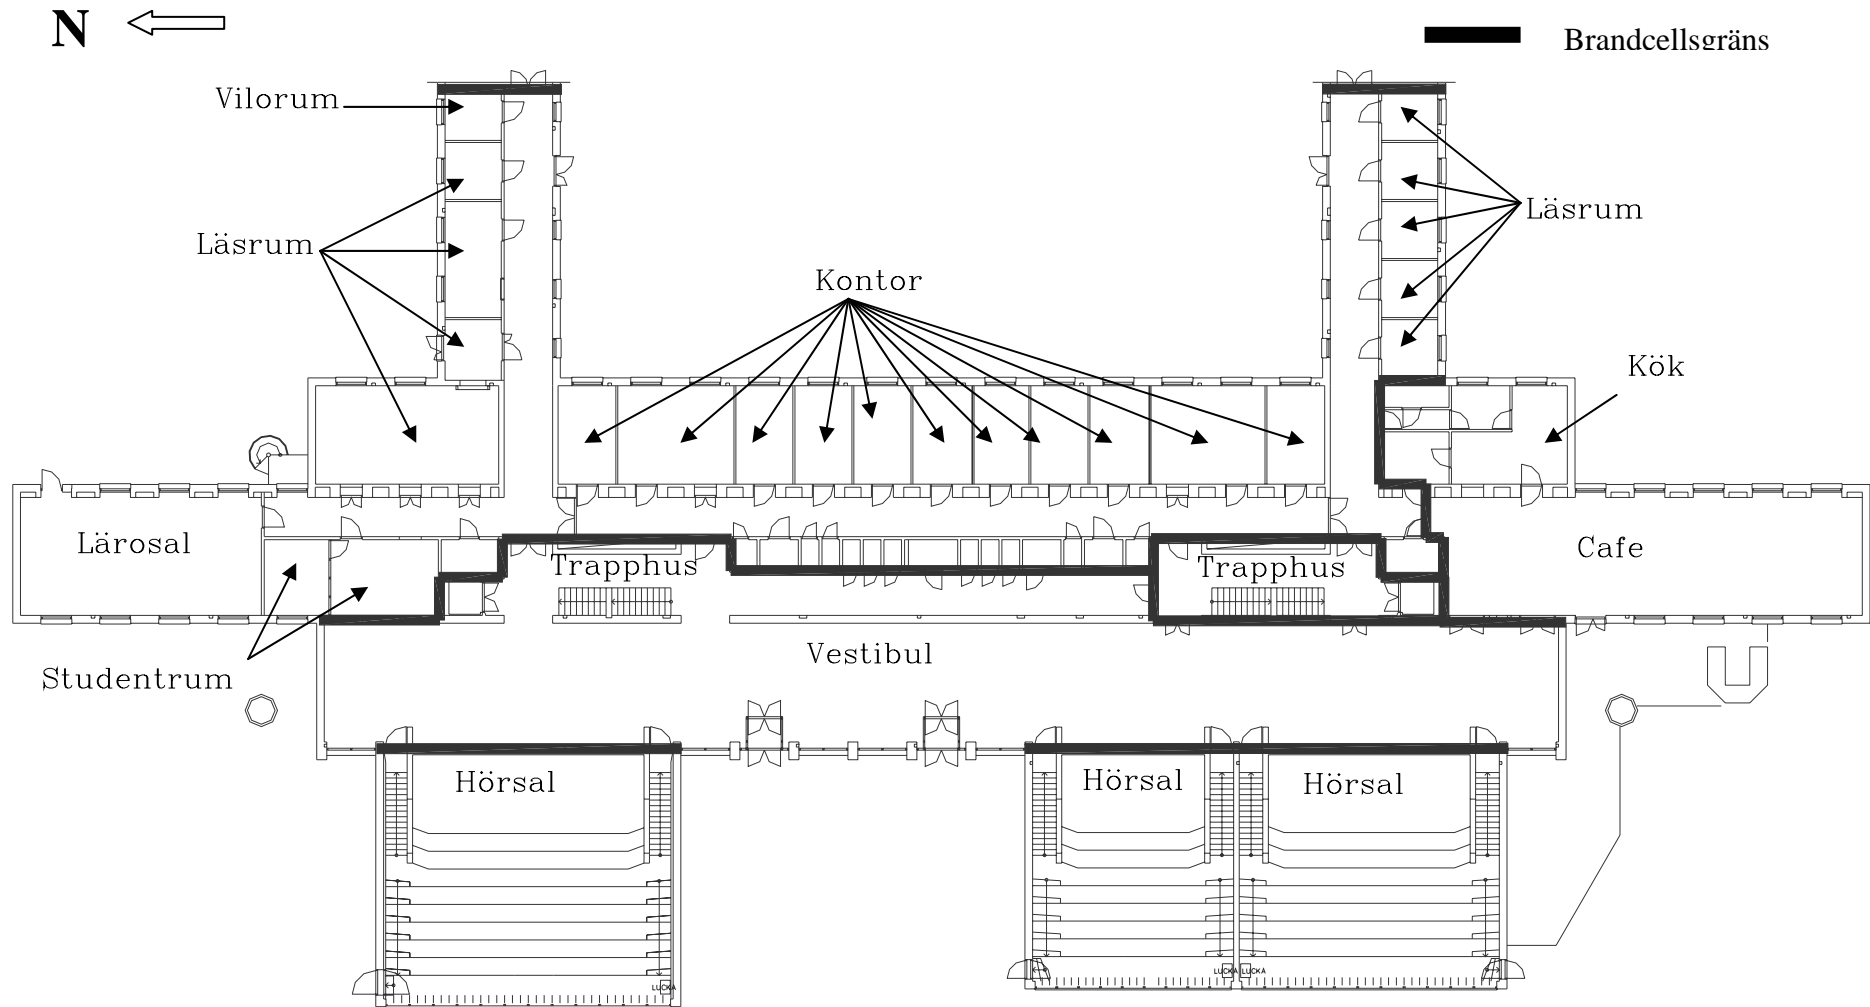 N
Brandcellsgräns
Vilorum
Läsrum
Läsrum
Kontor
Kök
Lärosal
Trapphus
Trapphus
Cafe
Vestibul
Studentrum
Hörsal
Hörsal
Hörsal
LUCKA
LUCKA
LUCKA